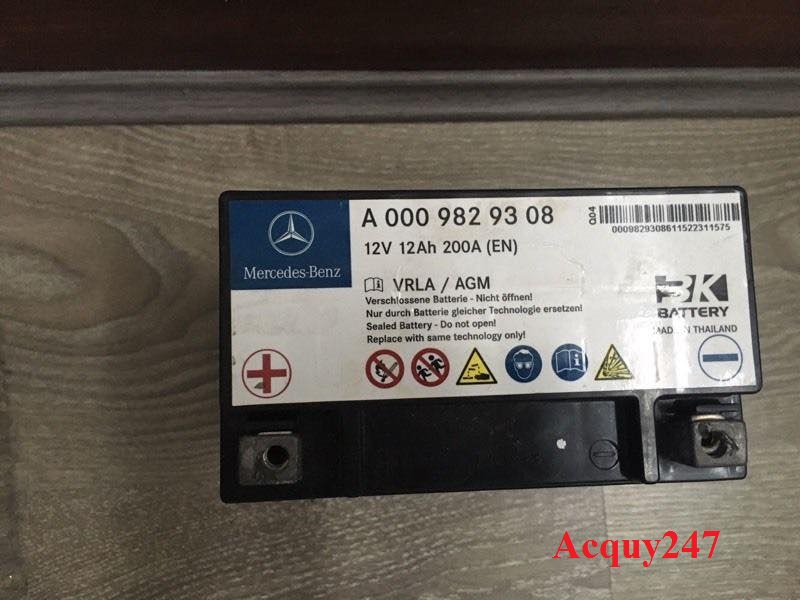 A 000 982 93 08
12V 12Ah 200A (EN)
004
0009829308611522311575
Mercedes-Benz
VRLA / AGM
Verschlossene Batterie - Nicht öffnen!
Nur durch Batterie gleicher Technologie ersetzen!
Sealed Battery - Do not open!
Replace with same technology only!
BK
BATTERY
MADE IN THAILAND
Acquy247